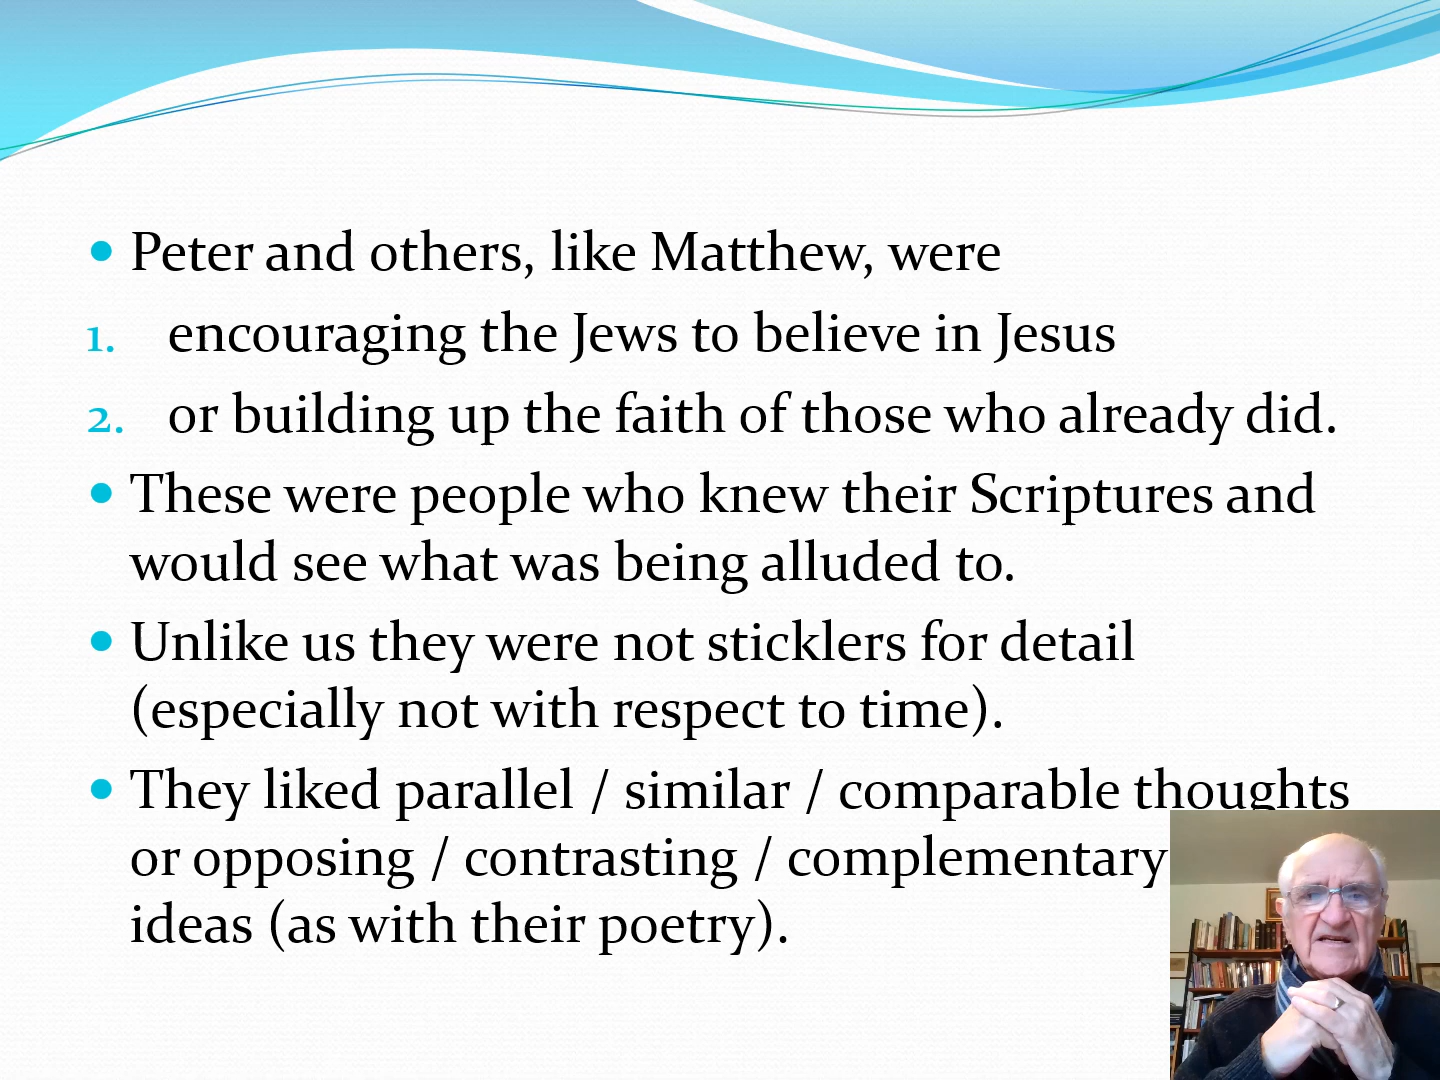 • Peter and others, like Matthew, were
1. encouraging the Jews to believe in Jesus
2. or building up the faith of those who already did.
• These were people who knew their Scriptures and
would see what was being alluded to.
• Unlike us they were not sticklers for detail
(especially not with respect to time).
• They liked parallel / similar / comparable thoughts
or opposing / contrasting / complementary
ideas (as with their poetry).